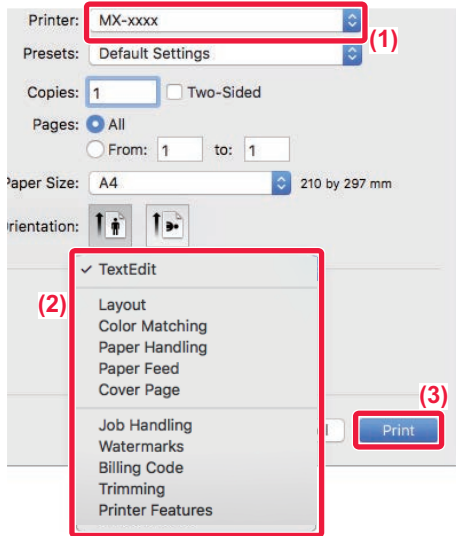 Printer: MX-xxxx
(1)
Presets: Default Settings
Copies: 1 Two-Sided
Pages: All
From: 1 to: 1
Paper Size: A4 210 by 297 mm
rientation:
✓ TextEdit
(2)
Layout
Color Matching
Paper Handling
Paper Feed
Cover Page
(3)
Job Handling
Watermarks
Billing Code
Trimming
Printer Features
l Print